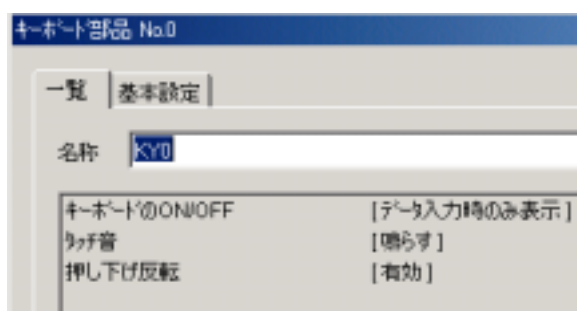 ｷｰﾎﾞｰﾄﾞ部品 No.0
一覧 基本設定
名称 KY0
ｷｰﾎﾞｰﾄﾞのON/OFF [ﾃﾞｰﾀ入力時のみ表示]
ﾀｯﾁ音 [鳴らす]
押し下げ反転 [有効]